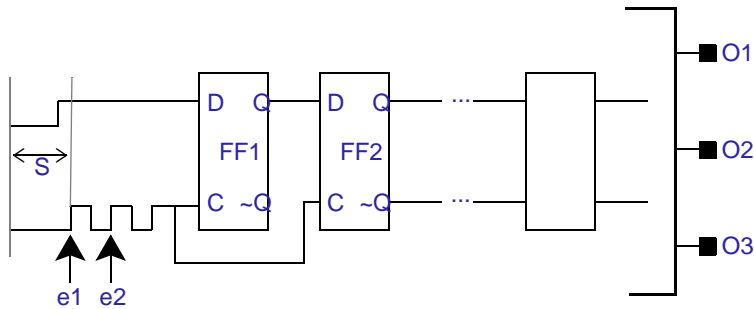 O1
D Q D Q ... 
FF1 FF2
O2
S
C ~Q C ~Q ...
O3
e1 e2